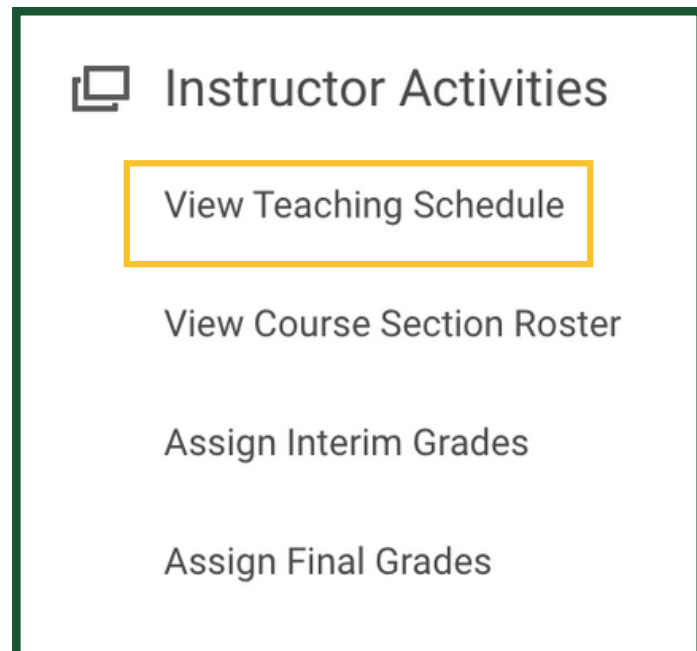 Instructor Activities
View Teaching Schedule
View Course Section Roster
Assign Interim Grades
Assign Final Grades